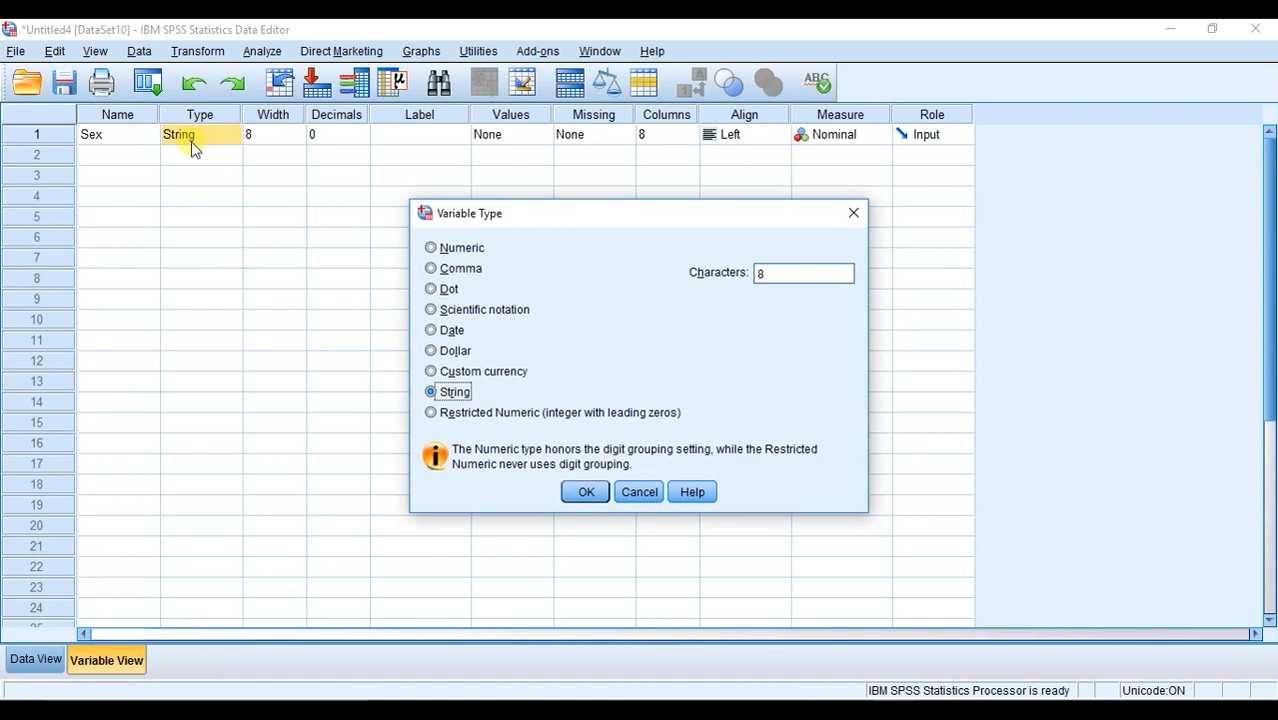 *Untitled4 [DataSet10] - IBM SPSS Statistics Data Editor
File Edit View Data Transform Analyze Direct Marketing Graphs Utilities Add-ons Window Help
Name Type Width Decimals Label Values Missing Columns Align Measure Role
1 Sex String 8 0 None None 8 Left Nominal Input
2
3
4
5
6
7
8
9
10
11
12
13
14
15
16
17
18
19
20
21
22
23
24
Variable Type
Numeric
Comma
Dot
Scientific notation
Date
Dollar
Custom currency
String
Restricted Numeric (integer with leading zeros)
Characters: 8
The Numeric type honors the digit grouping setting, while the Restricted
Numeric never uses digit grouping.
OK Cancel Help
Data View Variable View
IBM SPSS Statistics Processor is ready Unicode:ON